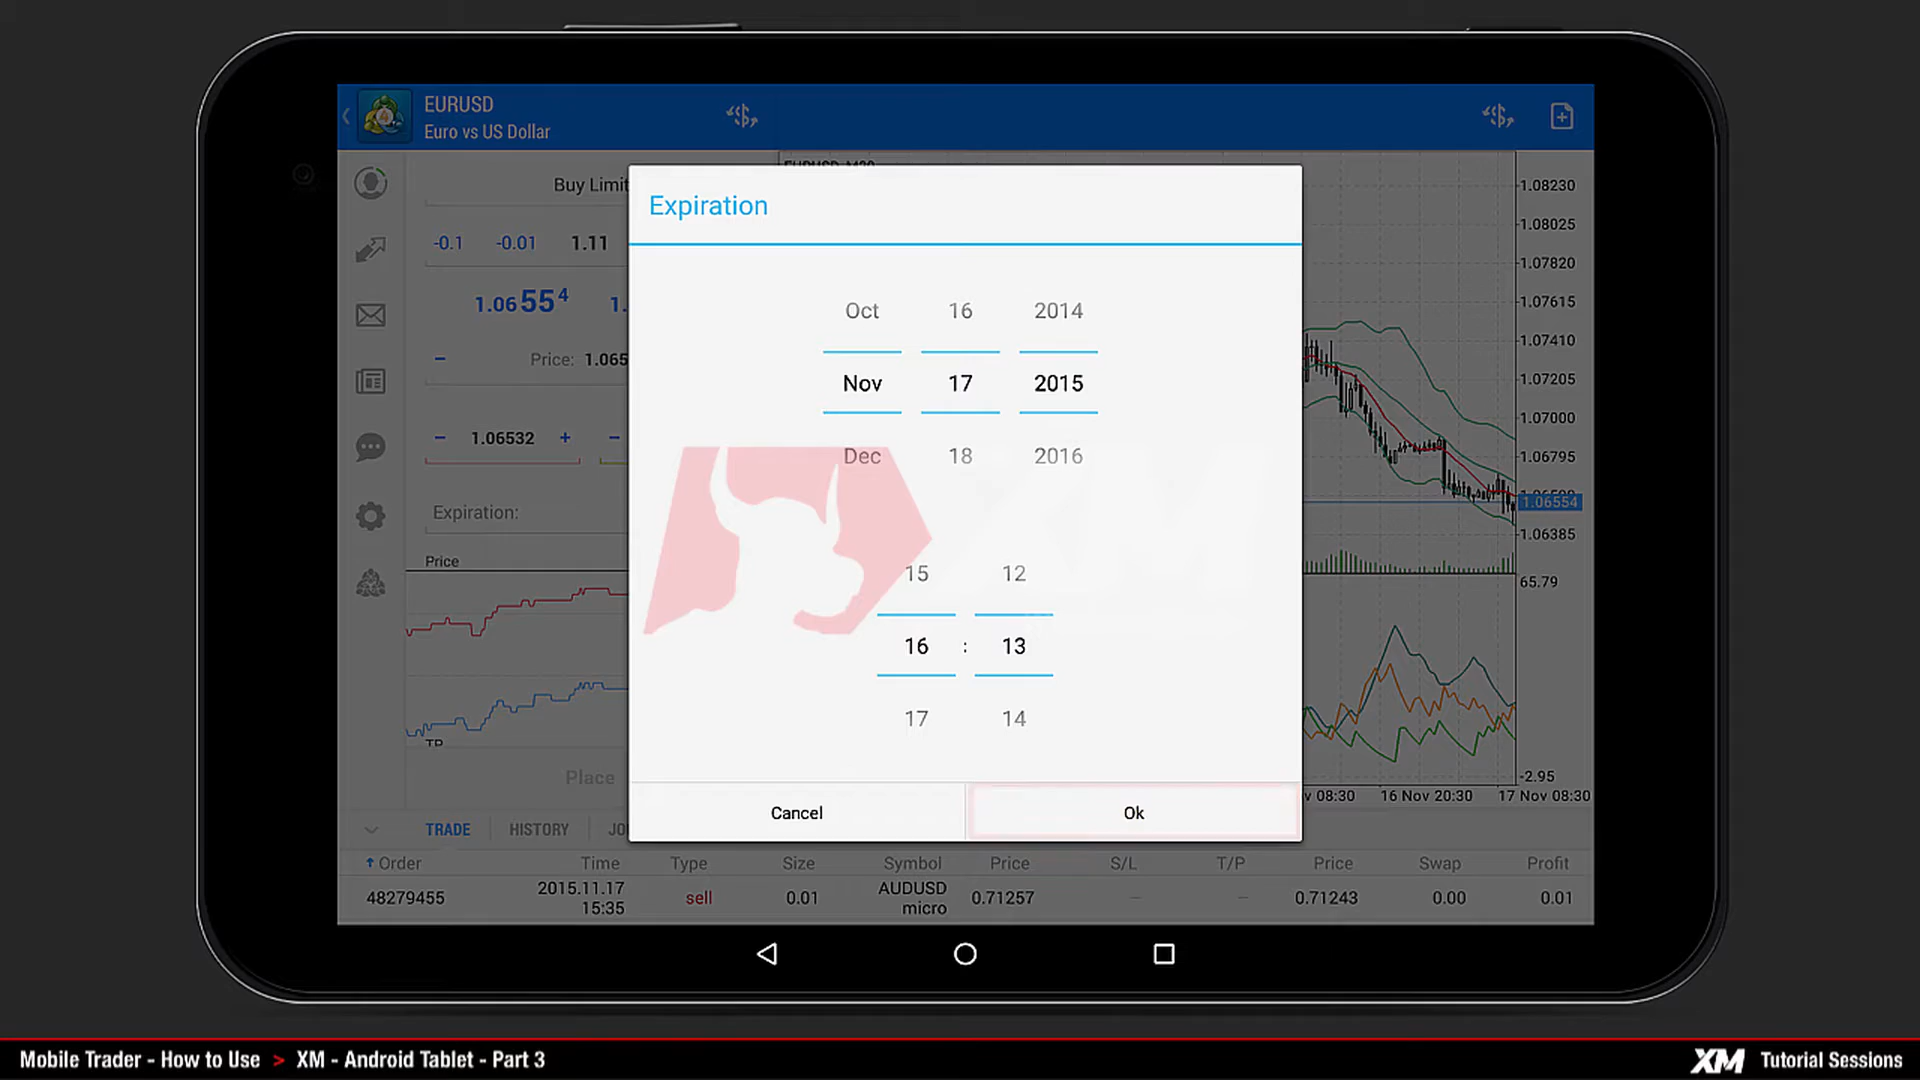 EURUSD
Euro vs US Dollar
Buy Limit
-0.1 -0.01 1.11
1.06554 1.
− Price: 1.065
− 1.06532 + −
Expiration:
Price
TP
Place
Expiration
Oct 16 2014
Nov 17 2015
Dec 18 2016
15 12
16 : 13
17 14
Cancel Ok
XM
1.08230
1.08025
1.07820
1.07615
1.07410
1.07205
1.07000
1.06795
1.06554
1.06385
65.79
-2.95
08:30 16 Nov 20:30 17 Nov 08:30
TRADE HISTORY
Order Time Type Size Symbol Price S/L T/P Price Swap Profit
48279455 2015.11.17 15:35 sell 0.01 AUDUSD micro 0.71257 – – 0.71243 0.00 0.01
Mobile Trader - How to Use > XM - Android Tablet - Part 3
XM Tutorial Sessions